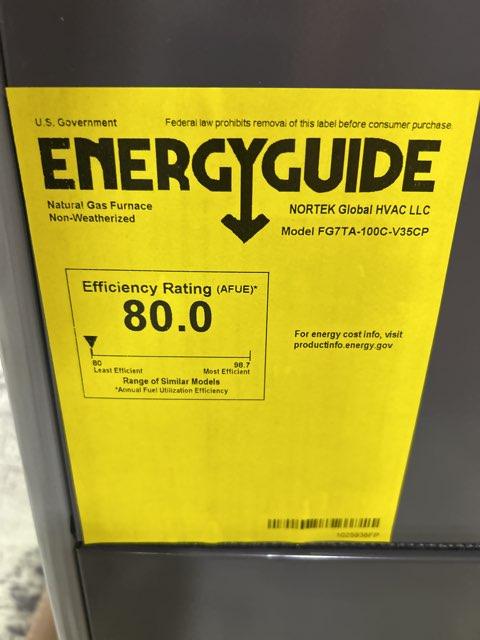 U.S. Government
Federal law prohibits removal of this label before consumer purchase.
ENERGYGUIDE
Natural Gas Furnace
Non-Weatherized
NORTEK Global HVAC LLC
Model FG7TA-100C-V35CP
Efficiency Rating (AFUE)*
80.0
80
98.7
Least Efficient
Most Efficient
Range of Similar Models
*Annual Fuel Utilization Efficiency
For energy cost info, visit
productinfo.energy.gov